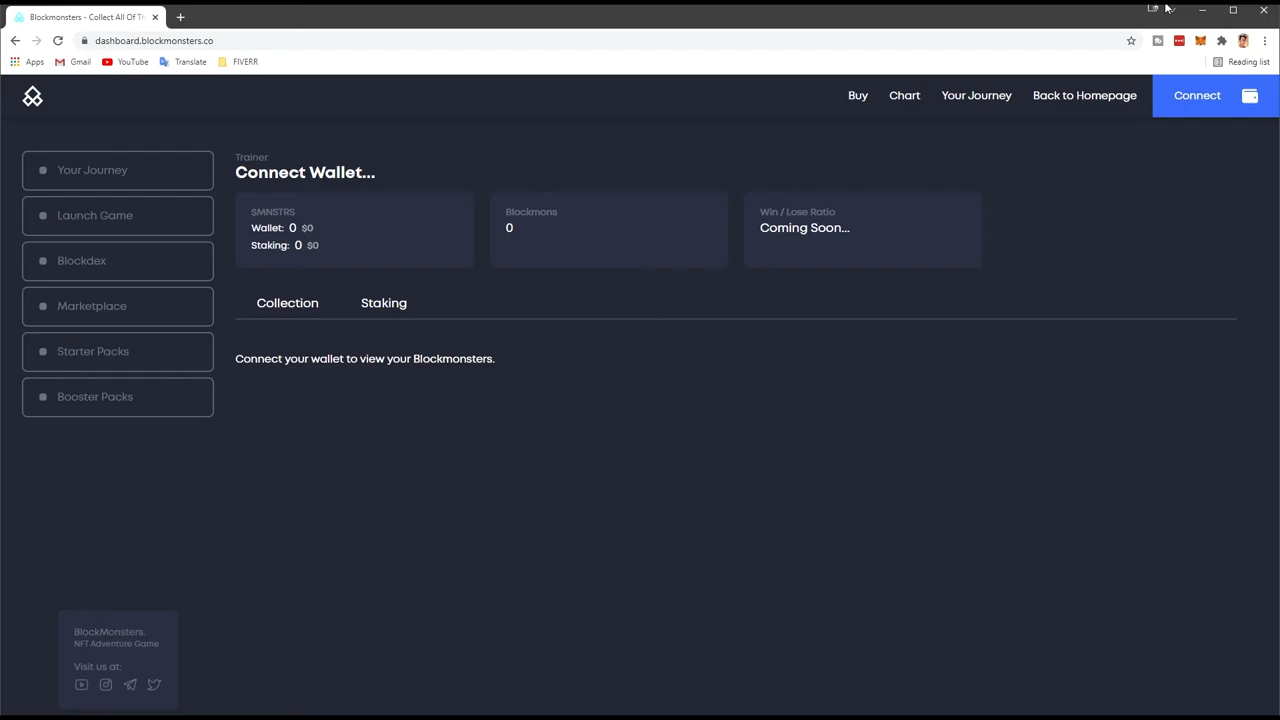 Blockmonsters - Collect All Of Th
dashboard.blockmonsters.co
Apps Gmail YouTube Translate FIVERR Reading list
Buy Chart Your Journey Back to Homepage Connect
Your Journey
Launch Game
Blockdex
Marketplace
Starter Packs
Booster Packs
Trainer
Connect Wallet...
$MNSTRS
Wallet: 0 $0
Staking: 0 $0
Blockmons
0
Win / Lose Ratio
Coming Soon...
Collection Staking
Connect your wallet to view your Blockmonsters.
BlockMonsters.
NFT Adventure Game
Visit us at: